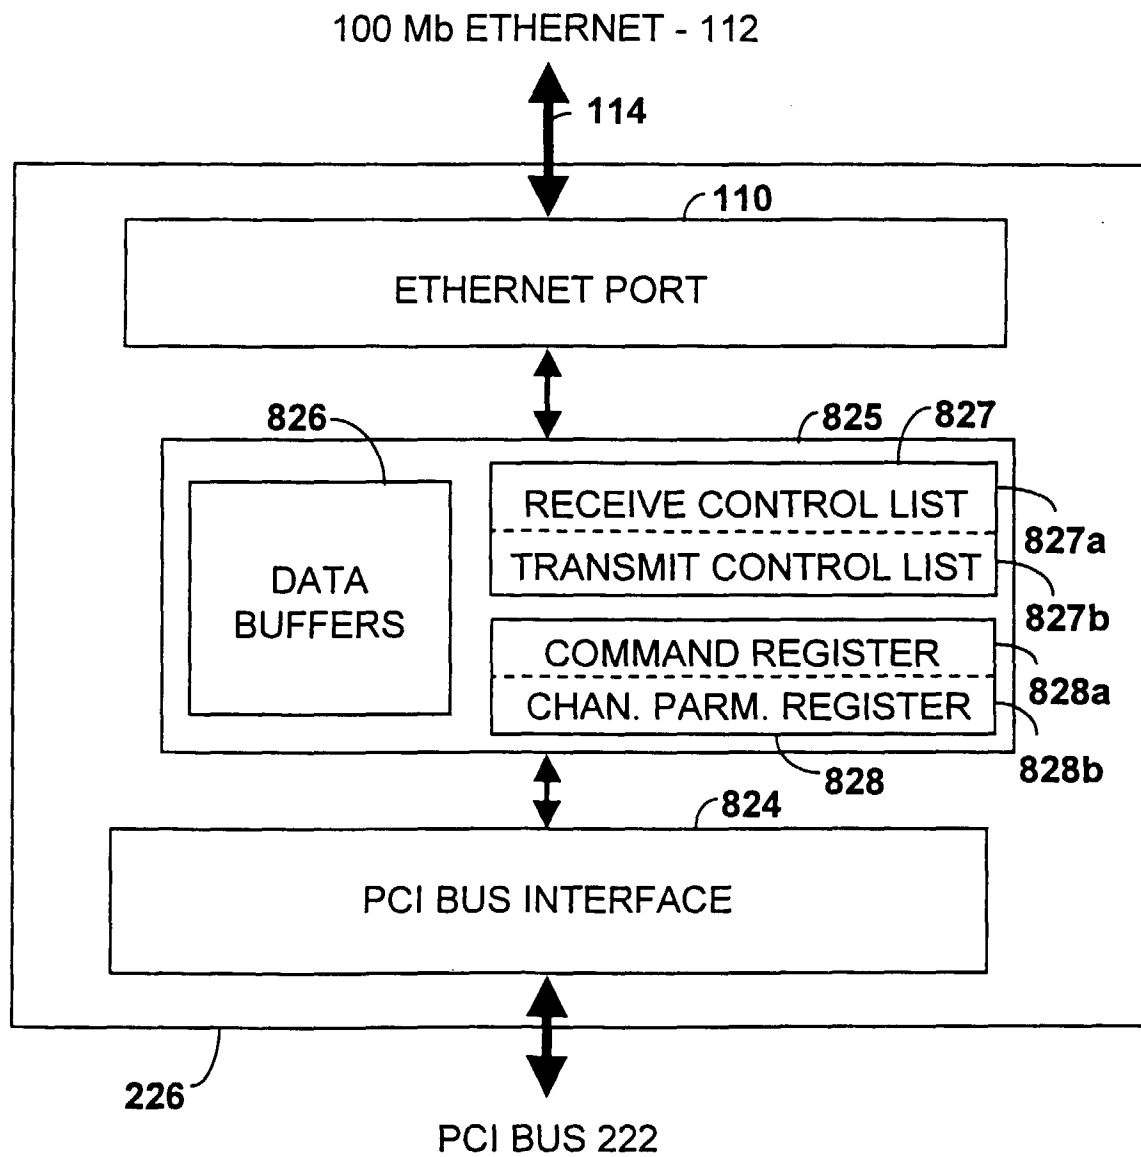 100 Mb ETHERNET - 112
114
110
ETHERNET PORT
826
825
827
RECEIVE CONTROL LIST
827a
TRANSMIT CONTROL LIST
827b
DATA
BUFFERS
COMMAND REGISTER
828a
CHAN. PARM. REGISTER
828b
828
824
PCI BUS INTERFACE
226
PCI BUS 222